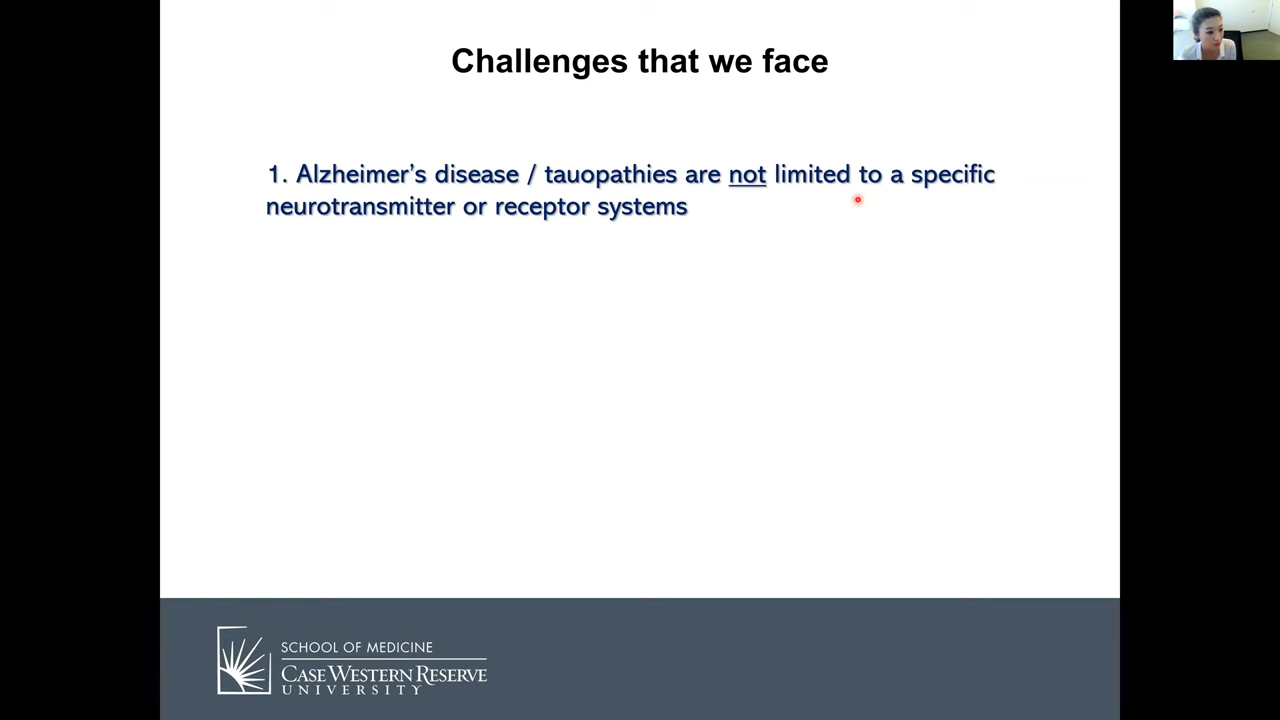 Challenges that we face
1. Alzheimer’s disease / tauopathies are not limited to a specific
neurotransmitter or receptor systems
SCHOOL OF MEDICINE
CASE WESTERN RESERVE
UNIVERSITY